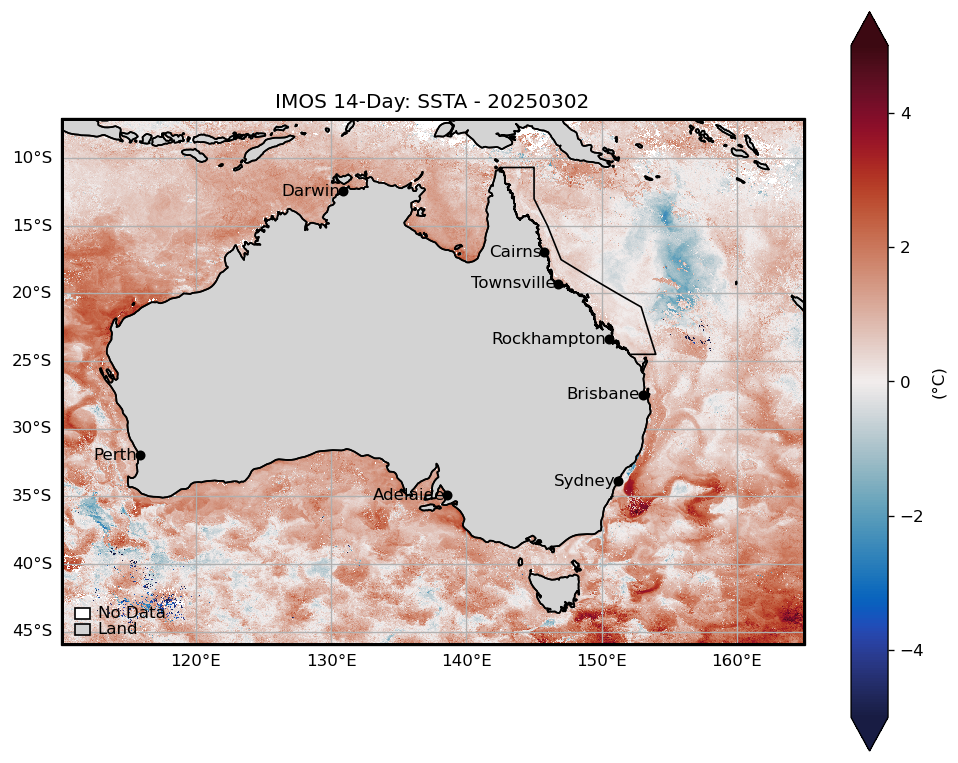 IMOS 14-Day: SSTA - 20250302
10°S
15°S
20°S
25°S
30°S
35°S
40°S
45°S
Darwin
Cairns
Townsville
Rockhampton
Brisbane
Perth
Sydney
Adelaide
No Data
Land
120°E
130°E
140°E
150°E
160°E
4
2
0
−2
−4
(°C)